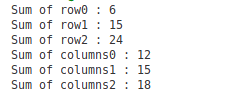 Sum of row0 : 6
Sum of row1 : 15
Sum of row2 : 24
Sum of columns0 : 12
Sum of columns1 : 15
Sum of columns2 : 18